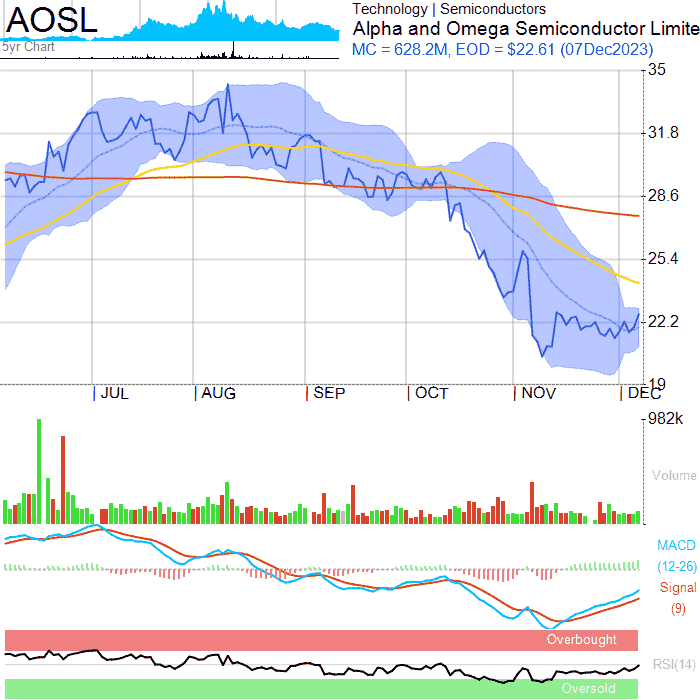 AOSL
5yr Chart
Technology | Semiconductors
Alpha and Omega Semiconductor Limite
MC = 628.2M, EOD = $22.61 (07Dec2023)
35
31.8
28.6
25.4
22.2
19
JUL
AUG
SEP
OCT
NOV
DEC
982k
Volume
MACD
(12-26)
Signal
(9)
Overbought
RSI(14)
Oversold